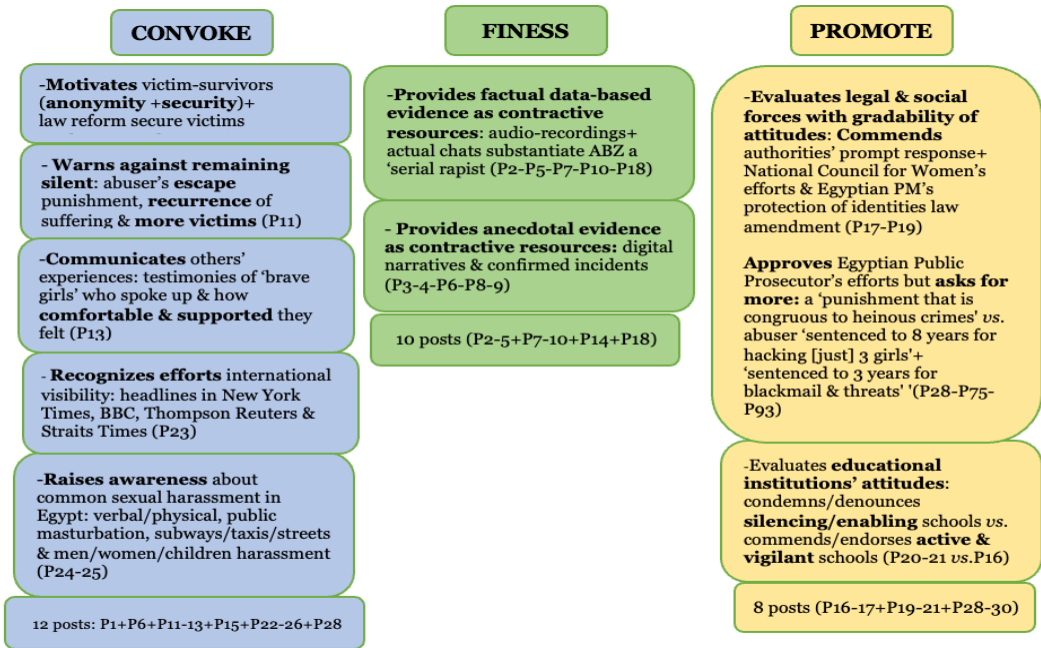 CONVOKE
-Motivates victim-survivors
(anonymity +security)+
law reform secure victims
- Warns against remaining
silent: abuser's escape
punishment, recurrence of
suffering & more victims (P11)
-Communicates others'
experiences: testimonies of 'brave
girls' who spoke up & how
comfortable & supported they
felt (P13)
- Recognizes efforts international
visibility: headlines in New York
Times, BBC, Thompson Reuters &
Straits Times (P23)
-Raises awareness about
common sexual harassment in
Egypt: verbal/physical, public
masturbation, subways/taxis/streets
& men/women/children harassment
(P24-25)
12 posts: P1+P6+P11-13+P15+P22-26+P28
FINESS
-Provides factual data-based
evidence as contractive
resources: audio-recordings+
actual chats substantiate ABZ a
'serial rapist (P2-P5-P7-P10-P18)
- Provides anecdotal evidence
as contractive resources: digital
narratives & confirmed incidents
(P3-4-P6-P8-9)
10 posts (P2-5+P7-10+P14+P18)
PROMOTE
-Evaluates legal & social
forces with gradability of
attitudes: Commends
authorities' prompt response+
National Council for Women's
efforts & Egyptian PM's
protection of identities law
amendment (P17-P19)
Approves Egyptian Public
Prosecutor's efforts but asks for
more: a 'punishment that is
congruous to heinous crimes' vs.
abuser 'sentenced to 8 years for
hacking [just] 3 girls'+
'sentenced to 3 years for
blackmail & threats' '(P28-P75-
P93)
-Evaluates educational
institutions' attitudes:
condemns/denounces
silencing/enabling schools vs.
commends/endorses active &
vigilant schools (P20-21 vs.P16)
8 posts (P16-17+P19-21+P28-30)